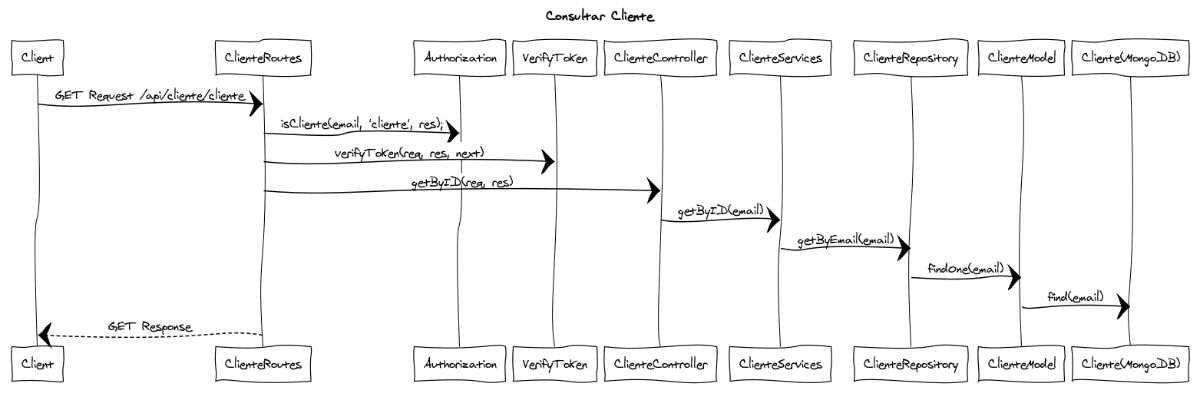 Consultar Cliente
Client ClienteRoutes Authorization VerifyToken ClienteController ClienteServices ClienteRepository ClienteModel Cliente(MongoDB)
GET Request /api/cliente/cliente
isCliente(email, 'cliente', res);
verifyToken(req, res, next)
getByID(req, res)
getByID(email)
getByEmail(email)
findOne(email)
find(email)
GET Response
Client ClienteRoutes Authorization VerifyToken ClienteController ClienteServices ClienteRepository ClienteModel Cliente(MongoDB)